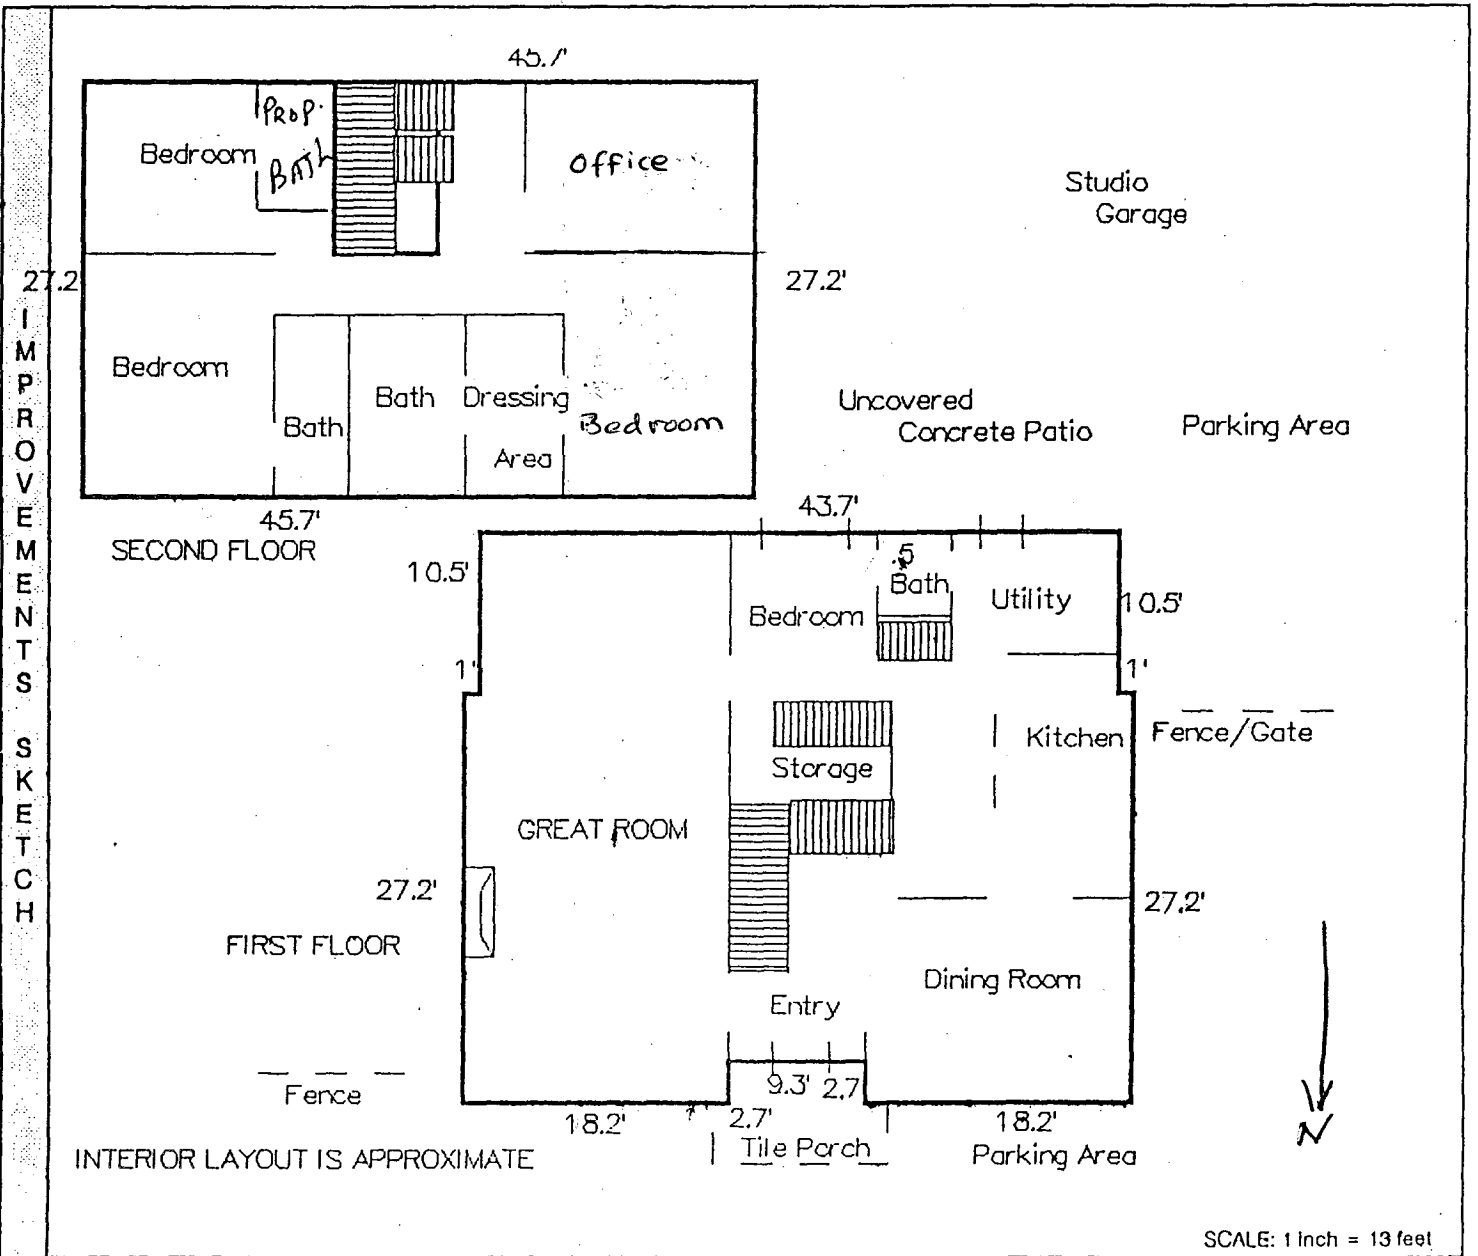 45.7'
PROP.
BATH
Bedroom
Office
Studio
Garage
27.2
27.2'
IMPROVEMENTS SKETCH
Bedroom
Bath
Bath
Dressing
Area
Bedroom
Uncovered
Concrete Patio
Parking Area
45.7'
43.7'
SECOND FLOOR
10.5'
.5
Bath
Bedroom
Utility
10.5'
1'
1'
Kitchen
Fence/Gate
Storage
GREAT ROOM
27.2'
27.2'
FIRST FLOOR
Dining Room
Entry
9.3'
2.7
Fence
18.2'
2.7'
18.2'
Tile Porch
Parking Area
N
INTERIOR LAYOUT IS APPROXIMATE
SCALE: 1 inch = 13 feet